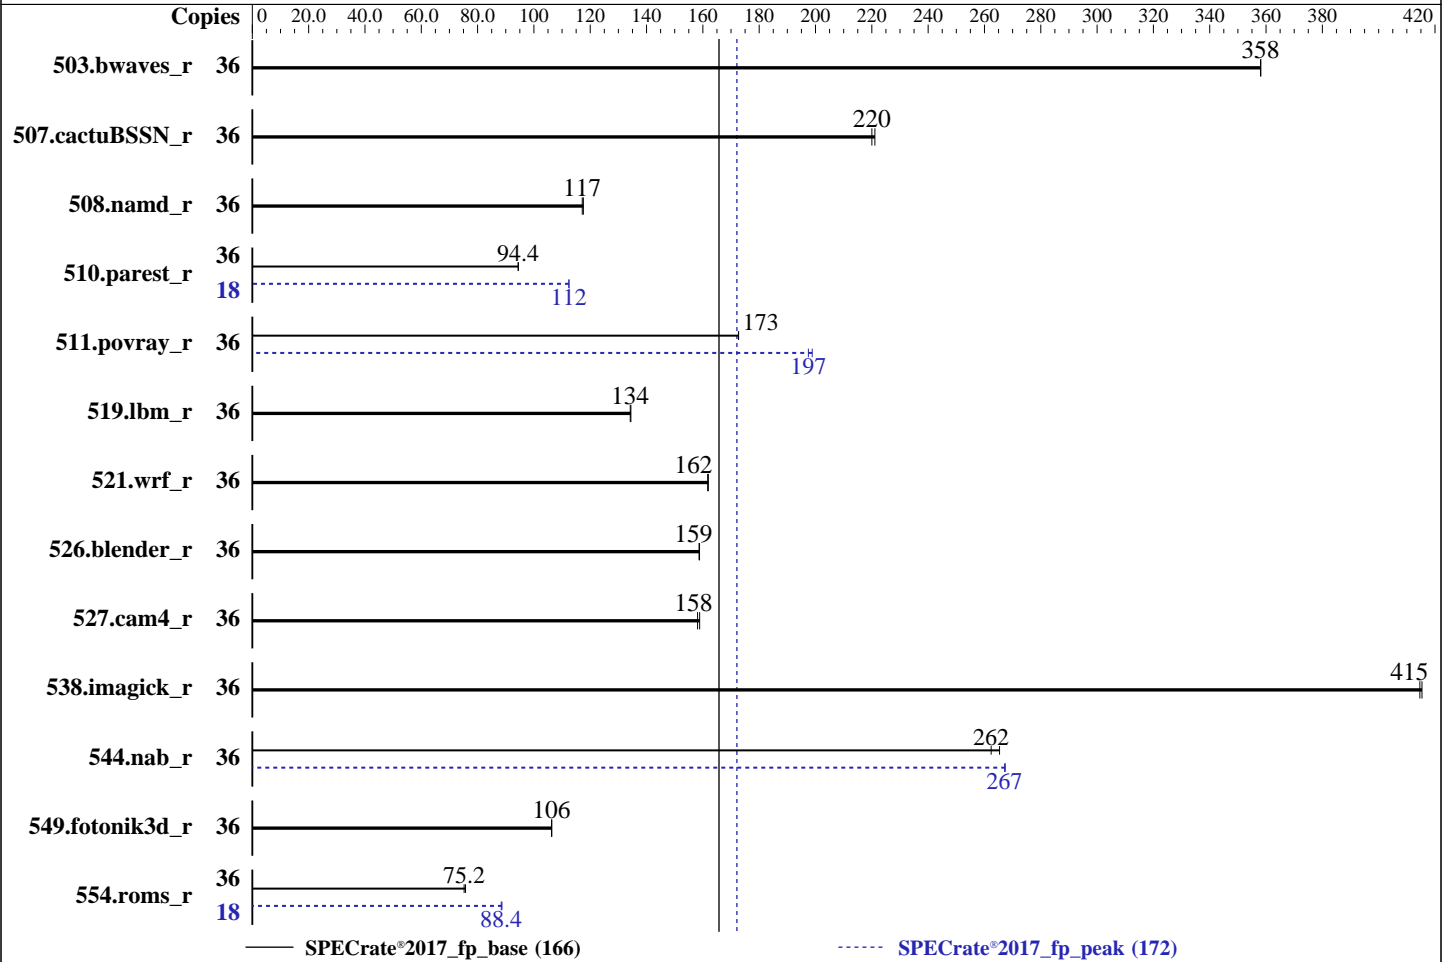 Copies 0 20.0 40.0 60.0 80.0 100 120 140 160 180 200 220 240 260 280 300 320 340 360 380 420
503.bwaves_r 36 358
507.cactuBSSN_r 36 220
508.namd_r 36 117
36 94.4
510.parest_r
18 112
173
511.povray_r 36
197
519.lbm_r 36 134
521.wrf_r 36 162
526.blender_r 36 159
527.cam4_r 36 158
538.imagick_r 36 415
262
544.nab_r 36
267
549.fotonik3d_r 36 106
36 75.2
554.roms_r
18 88.4
SPECrate®2017_fp_base (166) SPECrate®2017_fp_peak (172)